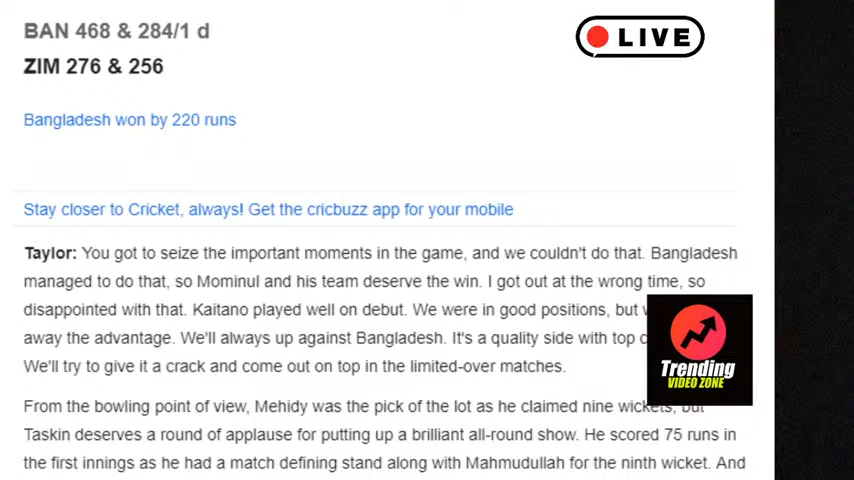 BAN 468 & 284/1 d
LIVE
ZIM 276 & 256
Bangladesh won by 220 runs
Stay closer to Cricket, always! Get the cricbuzz app for your mobile
Taylor: You got to seize the important moments in the game, and we couldn't do that. Bangladesh
managed to do that, so Mominul and his team deserve the win. I got out at the wrong time, so
disappointed with that. Kaitano played well on debut. We were in good positions, but
away the advantage. We'll always up against Bangladesh. It's a quality side with top
We'll try to give it a crack and come out on top in the limited-over matches.
Trending
VIDEO ZONE
From the bowling point of view, Mehidy was the pick of the lot as he claimed nine wickets, but
Taskin deserves a round of applause for putting up a brilliant all-round show. He scored 75 runs in
the first innings as he had a match defining stand along with Mahmudullah for the ninth wicket. And